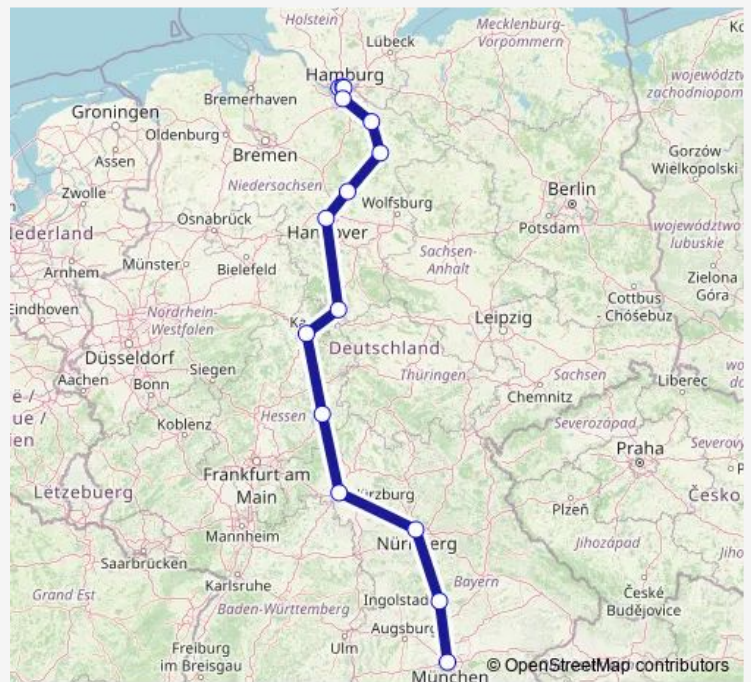 Holstein
Mecklenburg-
Vorpommern
Lübeck
Hamburg
województw
zachodniopom
Bremerhaven
Groningen
Oldenburg
Assen
Bremen
Gorzów
Wielkopolski
Zwolle
Niedersachsen
Berlin
Wolfsburg
Potsdam
Osnabrück
województwo
lubuskie
Nederland
Sachsen-
Anhalt
Münster
Bielefeld
Arnhem
Zielona
Góra
Cottbus
- Chóśebuz
Eindhoven
Nordrhein-
Westfalen
Leipzig
Düsseldorf
Deutschland
Siegen
Aachen
Bonn
Thüringen
Sachsen
Liberec
Chemnitz
Hessen
Koblenz
Severozápad
Severový
Praha
Frankfurt am
Main
Lëtzebuerg
Česko
Plzeň
Mannheim
Jihozápad
Saarbrücken
Karlsruhe
Bayern
České
Budějovice
Grand Est
Baden-Württemberg
Ingolstad
Augsburg
Freiburg
im Breisgau
Ulm
München
© OpenStreetMap contributors